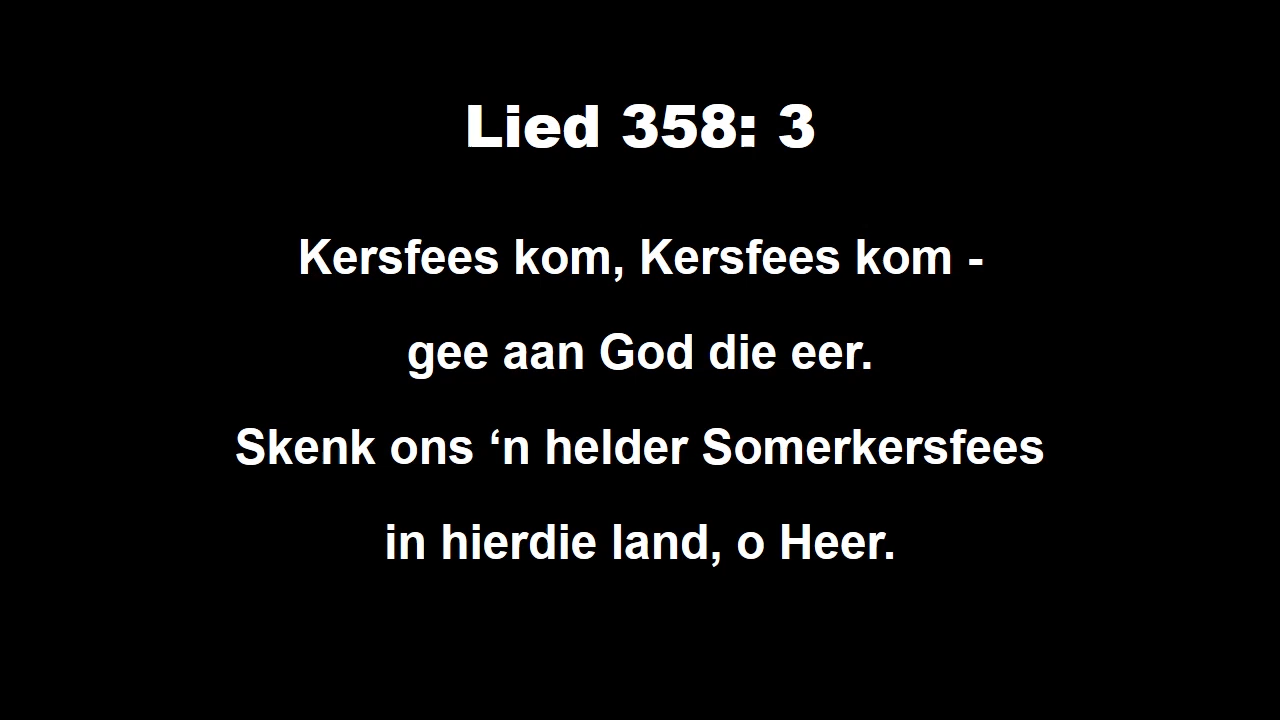 Lied 358: 3
Kersfees kom, Kersfees kom -
gee aan God die eer.
Skenk ons ‘n helder Somerkersfees
in hierdie land, o Heer.